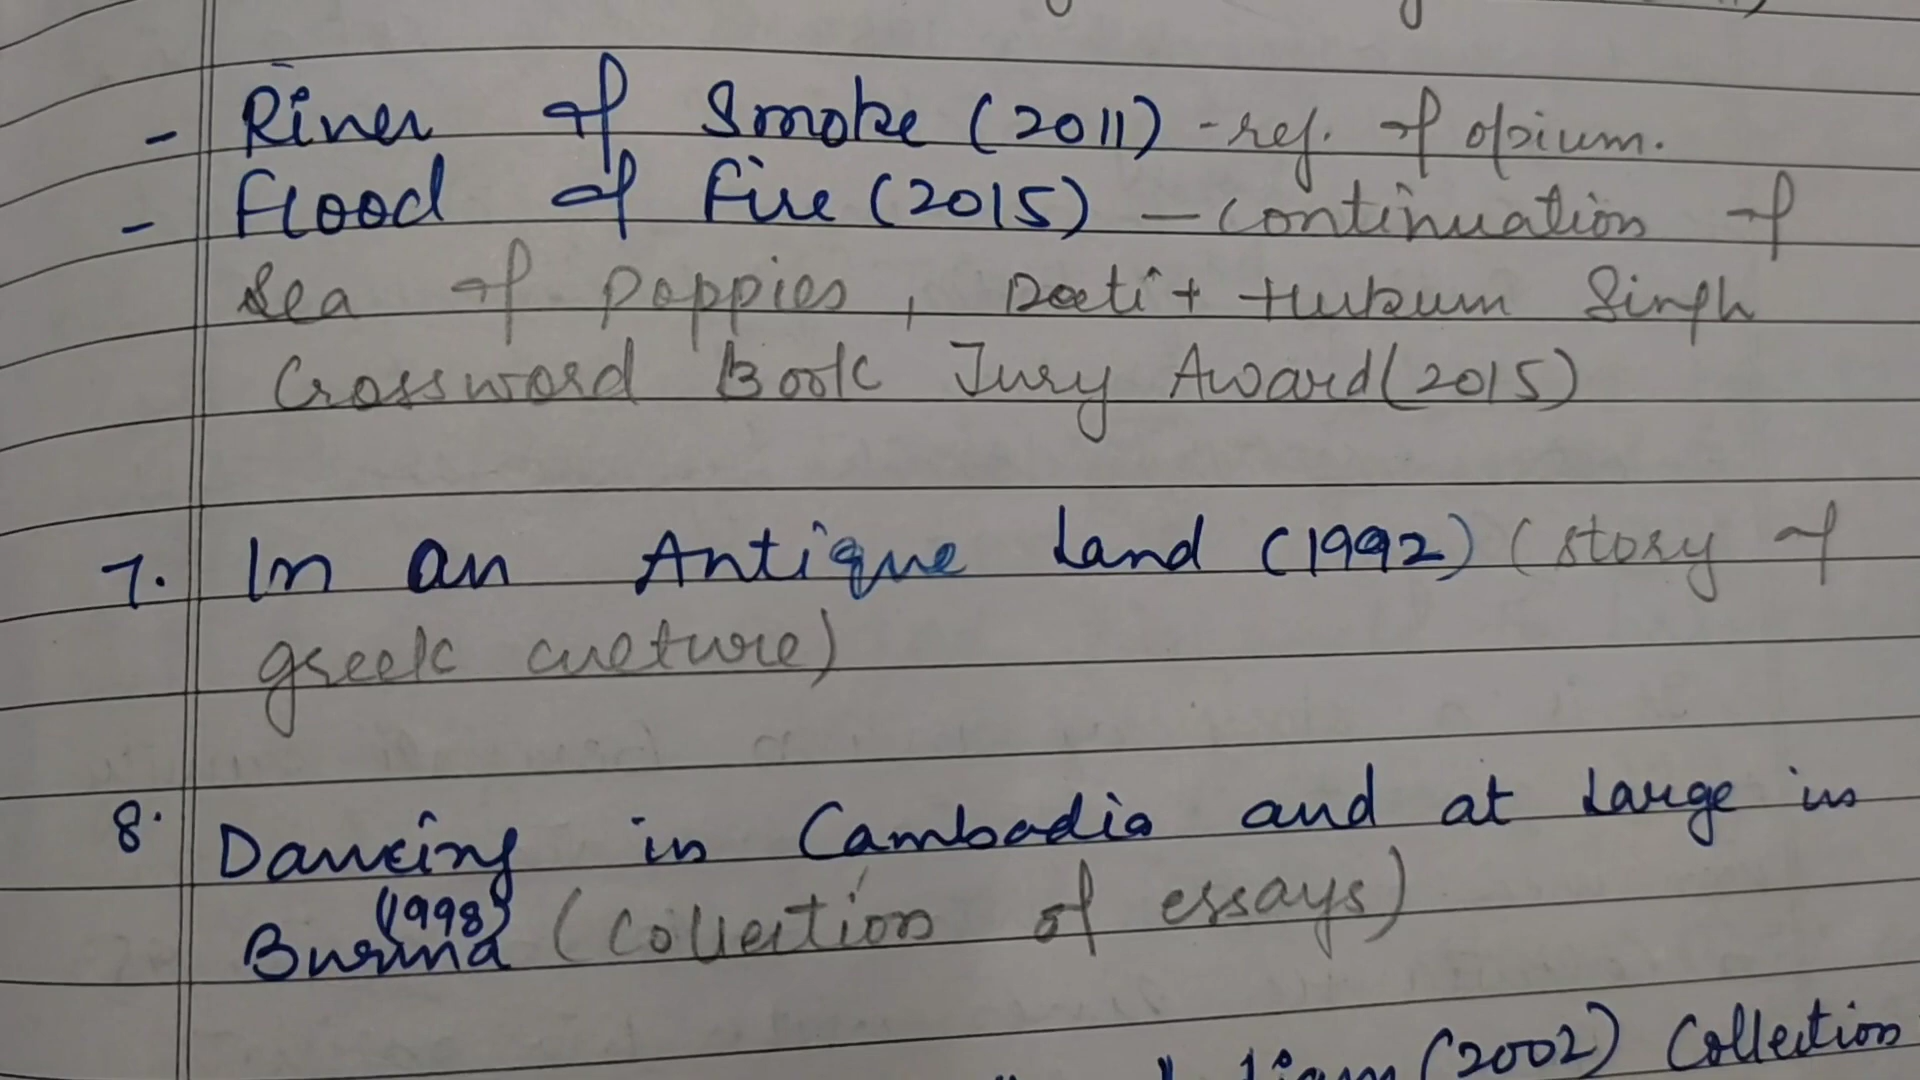 - River of Smoke (2011) - ref. of opium.
- Flood of Fire (2015) - continuation of
Sea of poppies, Deeti + Hukum Singh
Crossword Book Jury Award (2015)
7. In an Antique Land (1992) (story of
greek culture)
8. Dancing in Cambodia and at Large in
Burma (1998) (Collection of essays)
(2002) Collection